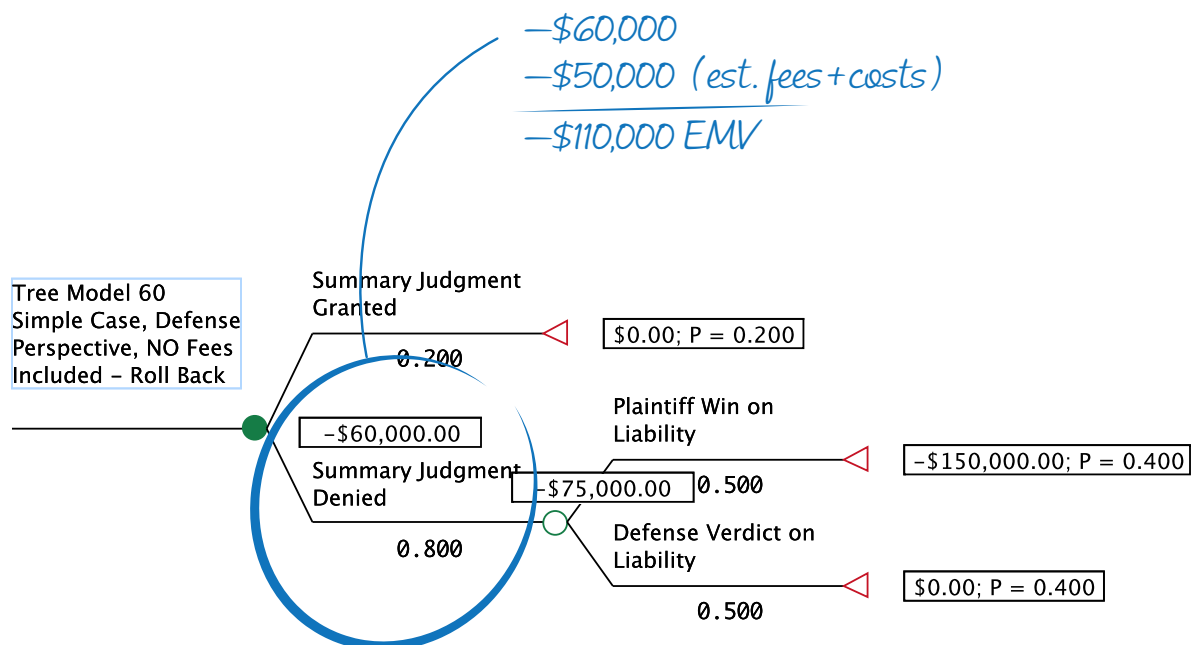 –$60,000
–$50,000 (est. fees+costs)
–$110,000 EMV
Summary Judgment
Granted
Tree Model 60
Simple Case, Defense
Perspective, NO Fees
Included – Roll Back
$0.00; P = 0.200
0.200
Plaintiff Win on
Liability
–$60,000.00
–$150,000.00; P = 0.400
Summary Judgment
Denied
–$75,000.00
0.500
Defense Verdict on
Liability
0.800
$0.00; P = 0.400
0.500